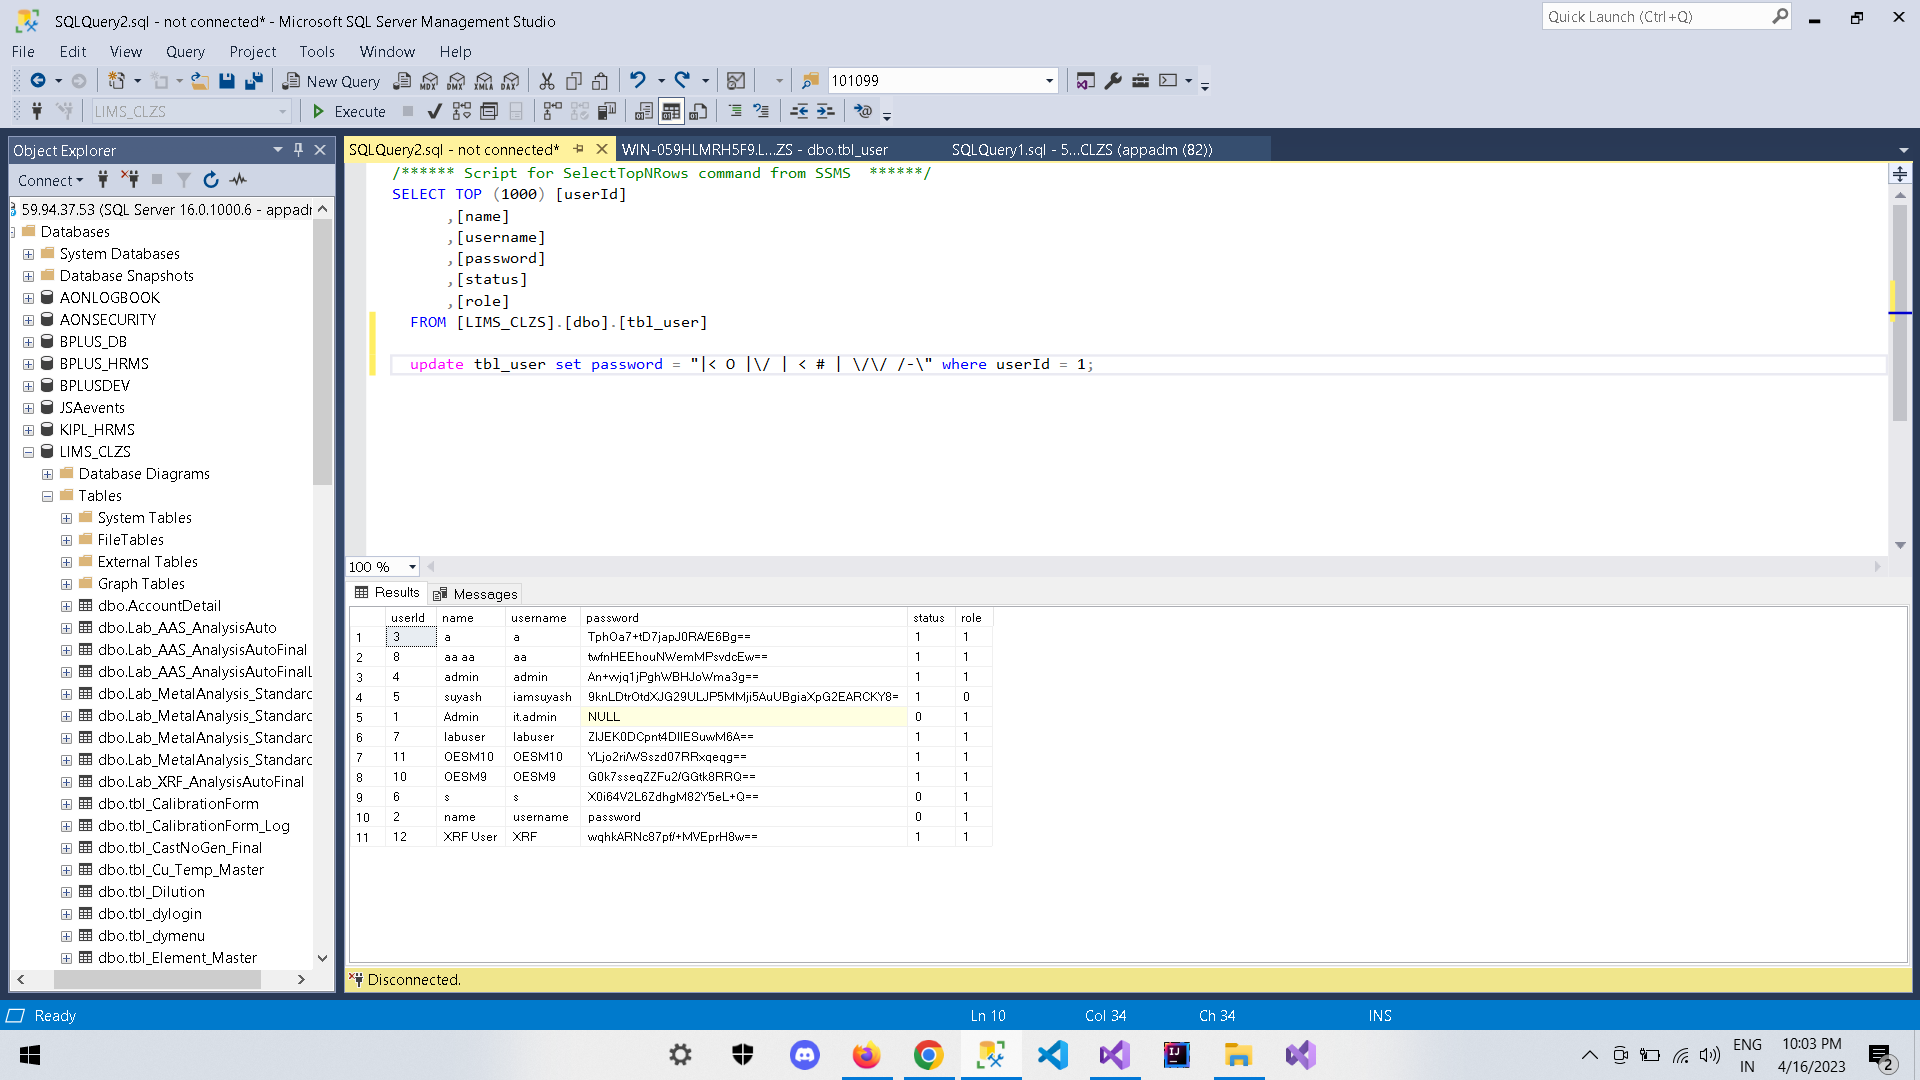 SQLQuery2.sql - not connected* - Microsoft SQL Server Management Studio
Quick Launch (Ctrl+Q)
File Edit View Query Project Tools Window Help
New Query
MDX DMX XMLA DAX
101099
LIMS_CLZS
Execute
Object Explorer
Connect
59.94.37.53 (SQL Server 16.0.1000.6 - appadr
Databases
System Databases
Database Snapshots
AONLOGBOOK
AONSECURITY
BPLUS_DB
BPLUS_HRMS
BPLUSDEV
JSAevents
KIPL_HRMS
LIMS_CLZS
Database Diagrams
Tables
System Tables
FileTables
External Tables
Graph Tables
dbo.AccountDetail
dbo.Lab_AAS_AnalysisAuto
dbo.Lab_AAS_AnalysisAutoFinal
dbo.Lab_AAS_AnalysisAutoFinalL
dbo.Lab_MetalAnalysis_Standard
dbo.Lab_MetalAnalysis_Standard
dbo.Lab_MetalAnalysis_Standard
dbo.Lab_MetalAnalysis_Standard
dbo.Lab_XRF_AnalysisAutoFinal
dbo.tbl_CalibrationForm
dbo.tbl_CalibrationForm_Log
dbo.tbl_CastNoGen_Final
dbo.tbl_Cu_Temp_Master
dbo.tbl_Dilution
dbo.tbl_dylogin
dbo.tbl_dymenu
dbo.tbl_Element_Master
SQLQuery2.sql - not connected*
WIN-059HLMRH5F9.L...ZS - dbo.tbl_user
SQLQuery1.sql - 5...CLZS (appadm (82))
/****** Script for SelectTopNRows command from SSMS ******/
SELECT TOP (1000) [userId]
,[name]
,[username]
,[password]
,[status]
,[role]
FROM [LIMS_CLZS].[dbo].[tbl_user]
update tbl_user set password = "|< O |\/ | < # | \/\/ /-\" where userId = 1;
100 %
Results Messages
userId name username password status role
1 3 a a TphOa7+tD7japJ0RA/E6Bg== 1 1
2 8 aa aa aa twfnHEEhouNWemMPsvdcEw== 1 1
3 4 admin admin An+vvjq1jPghWBHJoWma3g== 1 1
4 5 suyash iamsuyash 9knLDtrOtdXJG29ULJP5MMji5AuUBgiaXpG2EARCKY8= 1 0
5 1 Admin it.admin NULL 0 1
6 7 labuser labuser ZIJEK0DCpnt4DIIESuwM6A== 1 1
7 11 OESM10 OESM10 YLjo2ri/WSszd07RRxqeqg== 1 1
8 10 OESM9 OESM9 G0k7sseqZZFu2/GGtk8RRQ== 1 1
9 6 s s X0i64V2L6ZdhgM82Y5eL+Q== 0 1
10 2 name username password 0 1
11 12 XRF User XRF wqhkARNc87pf/+MVEprH8w== 1 1
Disconnected.
Ready Ln 10 Col 34 Ch 34 INS
ENG
IN
10:03 PM
4/16/2023
2